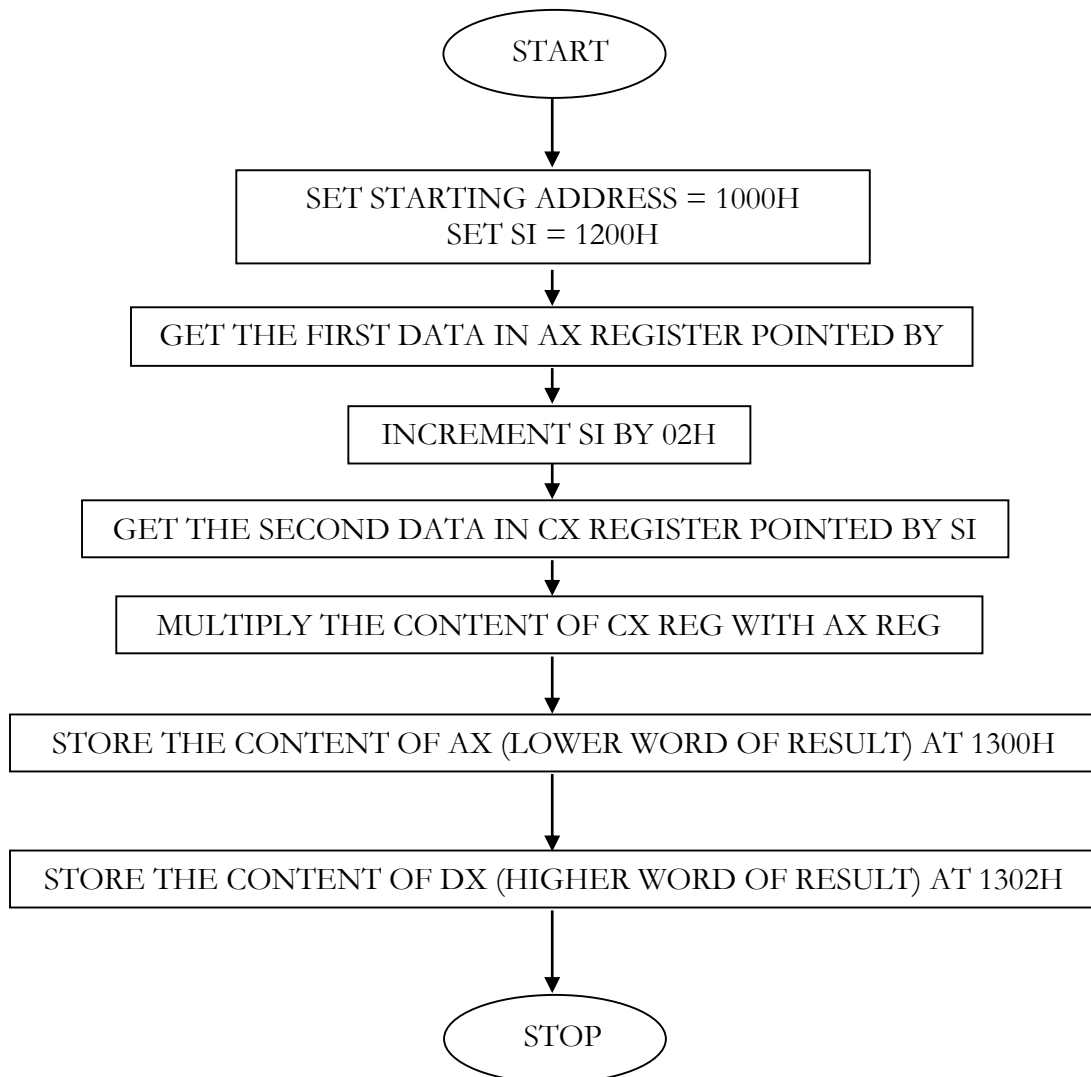 START
SET STARTING ADDRESS = 1000H
SET SI = 1200H
GET THE FIRST DATA IN AX REGISTER POINTED BY
INCREMENT SI BY 02H
GET THE SECOND DATA IN CX REGISTER POINTED BY SI
MULTIPLY THE CONTENT OF CX REG WITH AX REG
STORE THE CONTENT OF AX (LOWER WORD OF RESULT) AT 1300H
STORE THE CONTENT OF DX (HIGHER WORD OF RESULT) AT 1302H
STOP